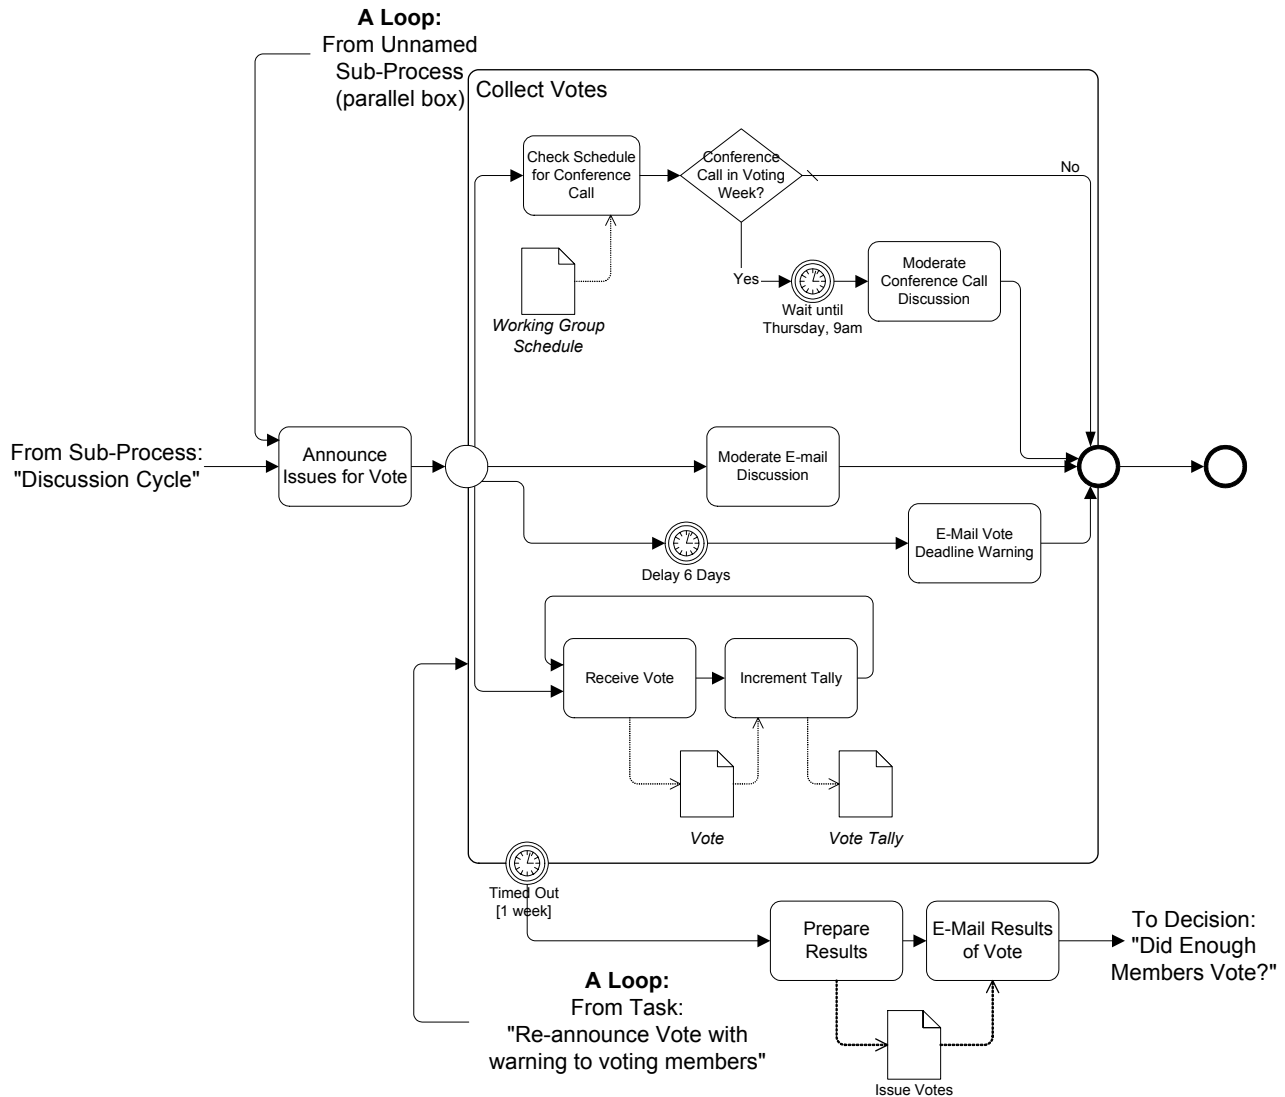 A Loop:
From Unnamed
Sub-Process
(parallel box)
Collect Votes
Check Schedule
for Conference
Call
Conference
Call in Voting
Week?
No
Yes
Wait until
Thursday, 9am
Moderate
Conference Call
Discussion
Working Group
Schedule
From Sub-Process:
"Discussion Cycle"
Announce
Issues for Vote
Moderate E-mail
Discussion
Delay 6 Days
E-Mail Vote
Deadline Warning
Receive Vote
Increment Tally
Vote
Vote Tally
Timed Out
[1 week]
Prepare
Results
E-Mail Results
of Vote
To Decision:
"Did Enough
Members Vote?"
A Loop:
From Task:
"Re-announce Vote with
warning to voting members"
Issue Votes